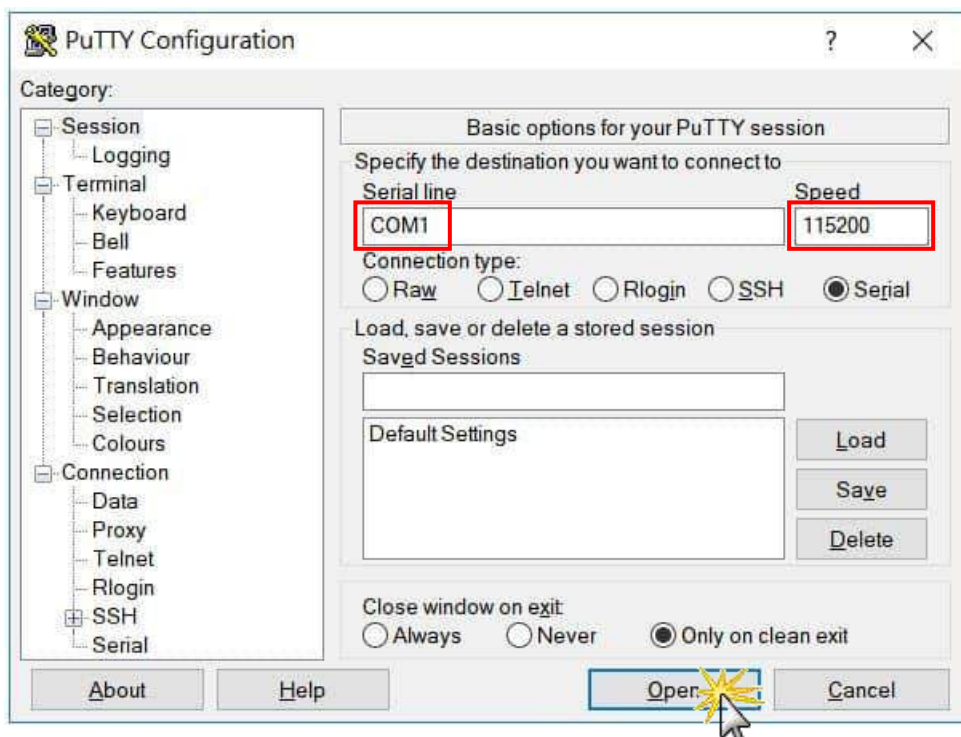 PuTTY Configuration
?
Category:
Session
Logging
Terminal
Keyboard
Bell
Features
Window
Appearance
Behaviour
Translation
Selection
Colours
Connection
Data
Proxy
Telnet
Rlogin
SSH
Serial
Basic options for your PuTTY session
Specify the destination you want to connect to
Serial line Speed
COM1 115200
Connection type:
Raw Telnet Rlogin SSH Serial
Load, save or delete a stored session
Saved Sessions
Default Settings
Load
Save
Delete
Close window on exit:
Always Never Only on clean exit
About Help Open Cancel